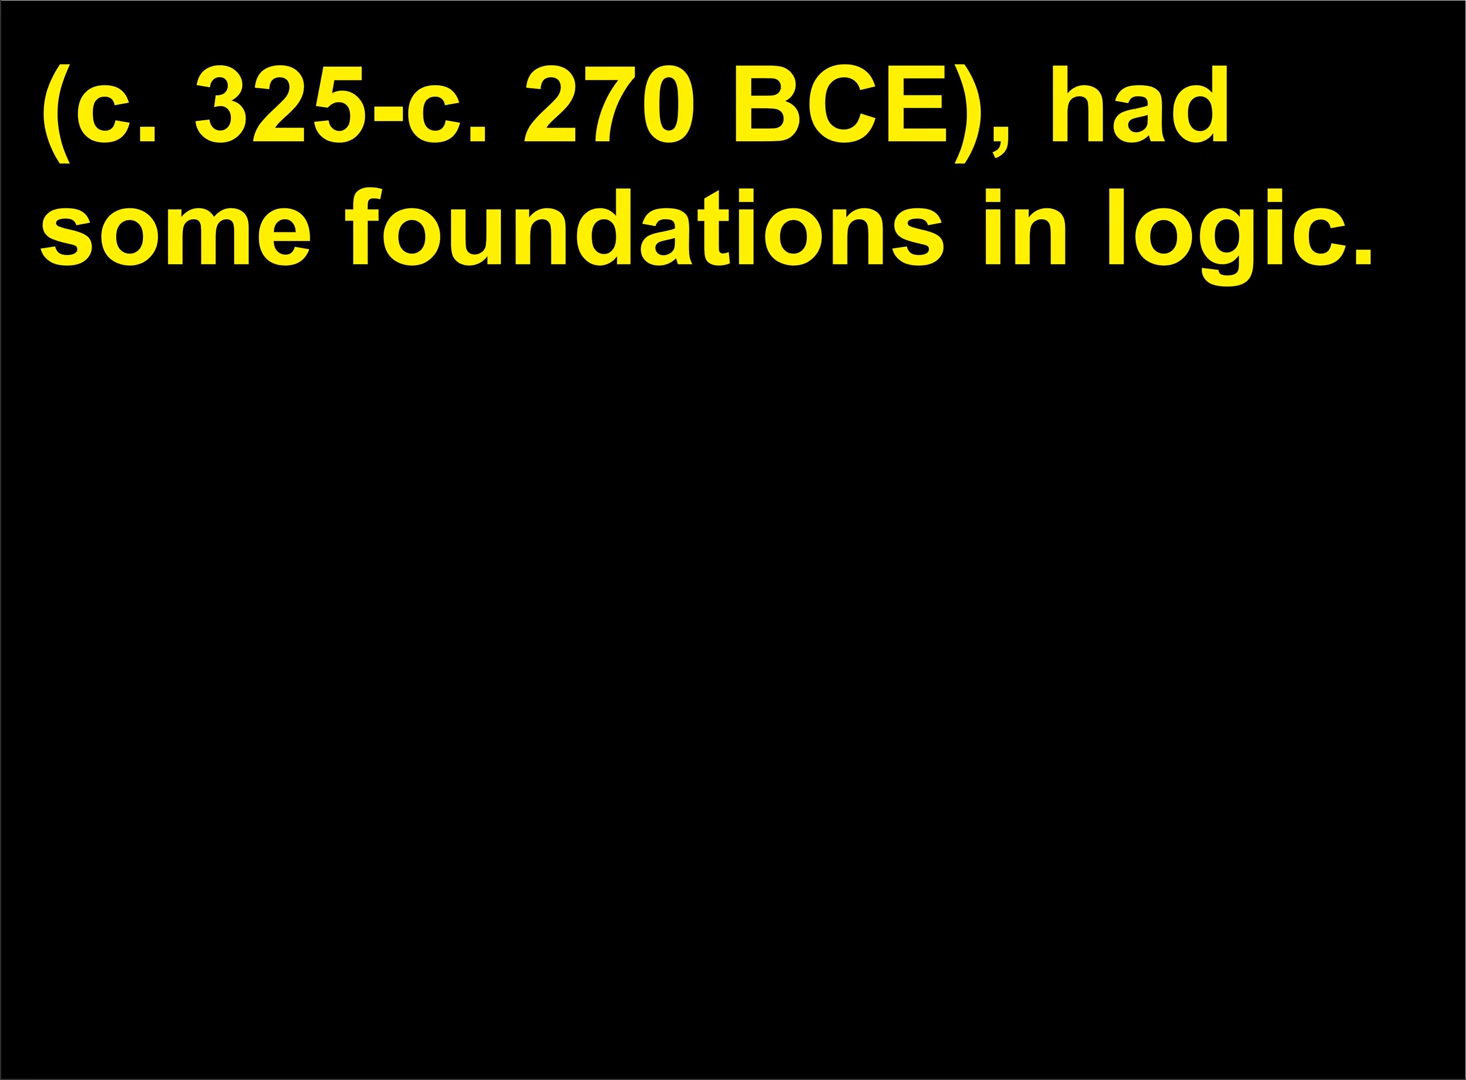 (c. 325-c. 270 BCE), had
some foundations in logic.